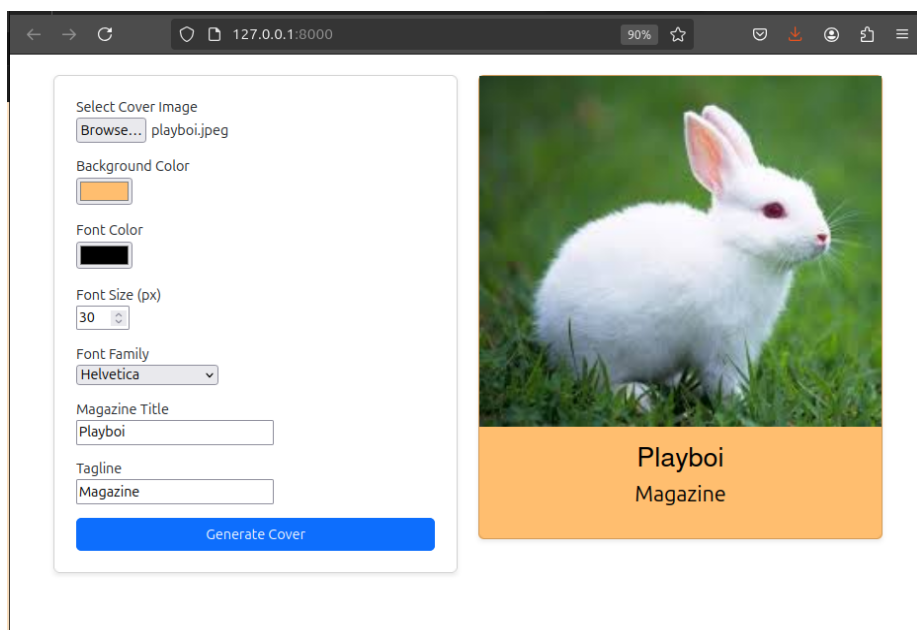 127.0.0.1:8000
90%
Select Cover Image
Browse... playboi.jpeg
Background Color
Font Color
Font Size (px)
30
Font Family
Helvetica
Magazine Title
Playboi
Tagline
Magazine
Generate Cover
Playboi
Magazine